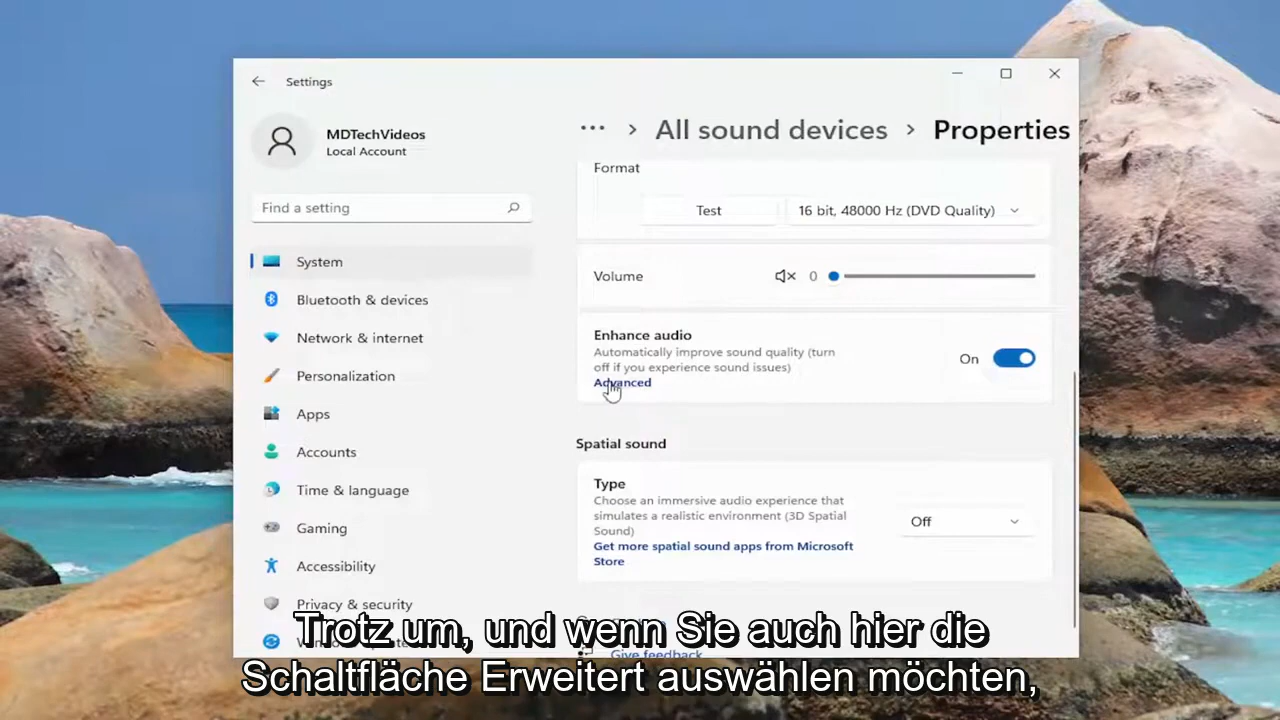 Settings
MDTechVideos
Local Account
Find a setting
System
Bluetooth & devices
Network & internet
Personalization
Apps
Accounts
Time & language
Gaming
Accessibility
Privacy & security
... > All sound devices > Properties
Format
Test
16 bit, 48000 Hz (DVD Quality)
Volume
0
Enhance audio
Automatically improve sound quality (turn
off if you experience sound issues)
Advanced
On
Spatial sound
Type
Choose an immersive audio experience that
simulates a realistic environment (3D Spatial
Sound)
Get more spatial sound apps from Microsoft
Store
Off
Give feedback
Trotz um, und wenn Sie auch hier die
Schaltfläche Erweitert auswählen möchten,